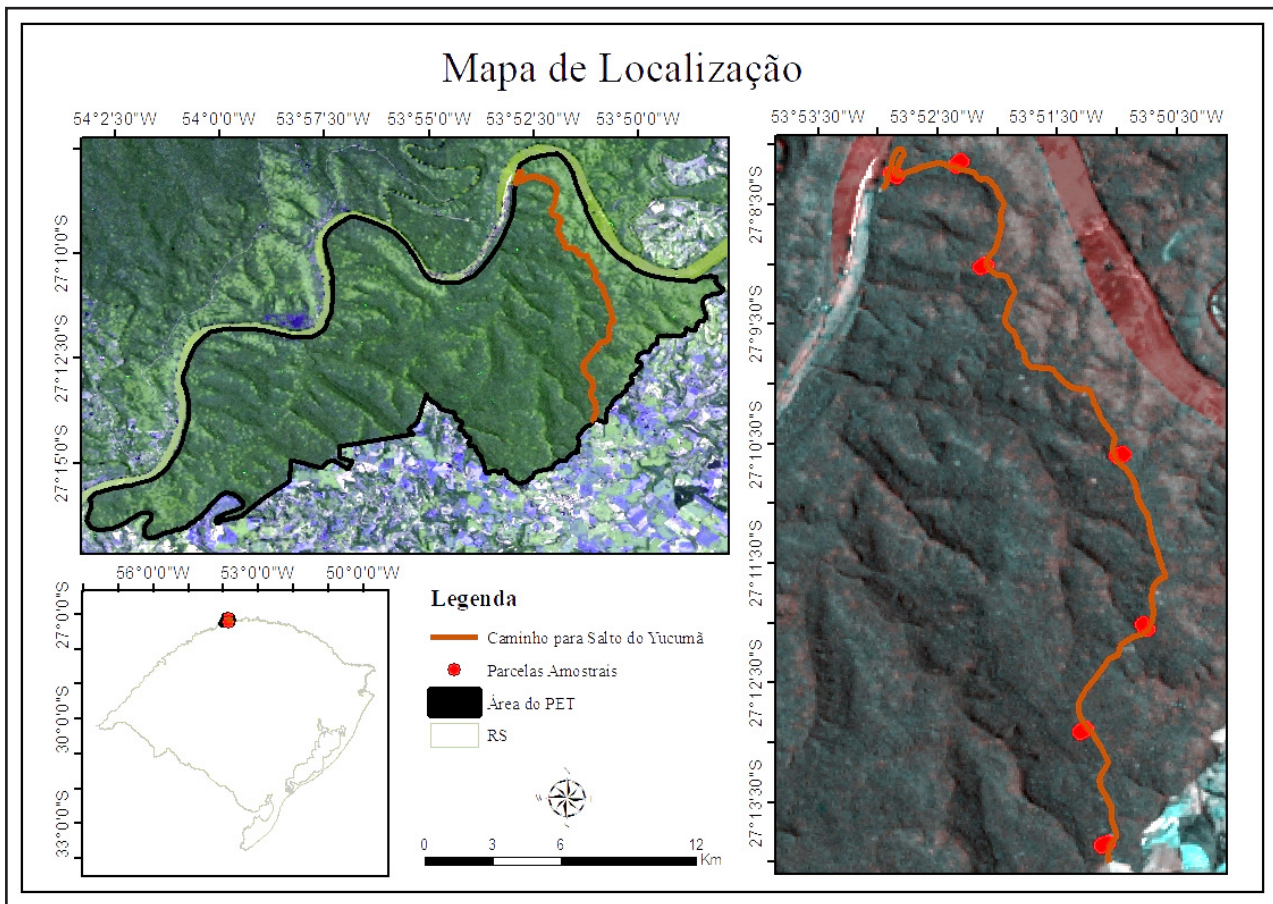 Mapa de Localização
54°2'30"W 54°0'0"W 53°57'30"W 53°55'0"W 53°52'30"W 53°50'0"W
27°10'0"S
27°12'30"S
27°15'0"S
53°53'30"W 53°52'30"W 53°51'30"W 53°50'30"W
27°8'30"S
27°9'30"S
27°10'30"S
27°11'30"S
27°12'30"S
27°13'30"S
56°0'0"W 53°0'0"W 50°0'0"W
27°0'0"S
30°0'0"S
33°0'0"S
Legenda
Caminho para Salto do Yucumã
Parcelas Amostrais
Área do PET
RS
0 3 6 12
Km